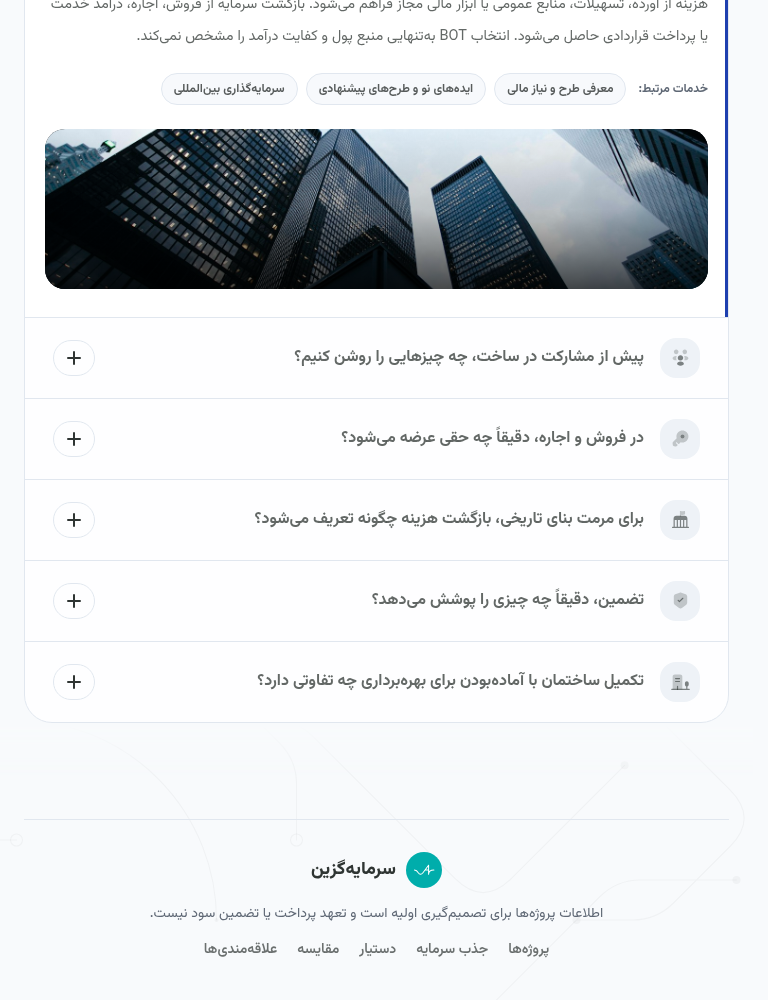 هزینه از آورده، تسهیلات، منابع عمومی یا ابزار مالی مجاز فراهم می‌شود. بازگشت سرمایه از فروش، اجاره، درآمد خدمت
یا پرداخت قراردادی حاصل می‌شود. انتخاب BOT به‌تنهایی منبع پول و کفایت درآمد را مشخص نمی‌کند.
خدمات مرتبط: معرفی طرح و نیاز مالی ایده‌های نو و طرح‌های پیشنهادی سرمایه‌گذاری بین‌المللی
پیش از مشارکت در ساخت، چه چیزهایی را روشن کنیم؟
در فروش و اجاره، دقیقاً چه حقی عرضه می‌شود؟
برای مرمت بنای تاریخی، بازگشت هزینه چگونه تعریف می‌شود؟
تضمین، دقیقاً چه چیزی را پوشش می‌دهد؟
تکمیل ساختمان با آماده‌بودن برای بهره‌برداری چه تفاوتی دارد؟
سرمایه‌گزین
اطلاعات پروژه‌ها برای تصمیم‌گیری اولیه است و تعهد پرداخت یا تضمین سود نیست.
پروژه‌ها جذب سرمایه دستیار مقایسه علاقه‌مندی‌ها